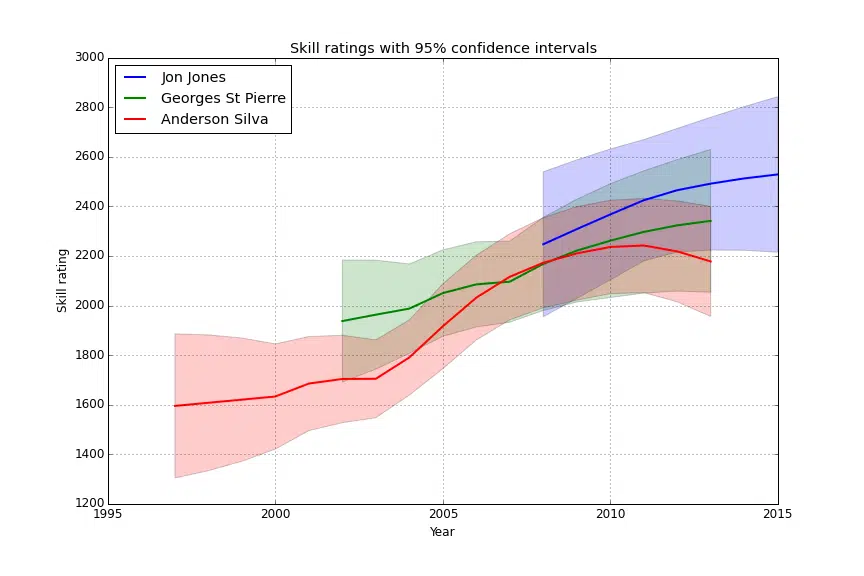 Skill ratings with 95% confidence intervals
3000
2800
2600
2400
2200
2000
1800
1600
1400
1200
Skill rating
Jon Jones
Georges St Pierre
Anderson Silva
1995
2000
2005
2010
2015
Year